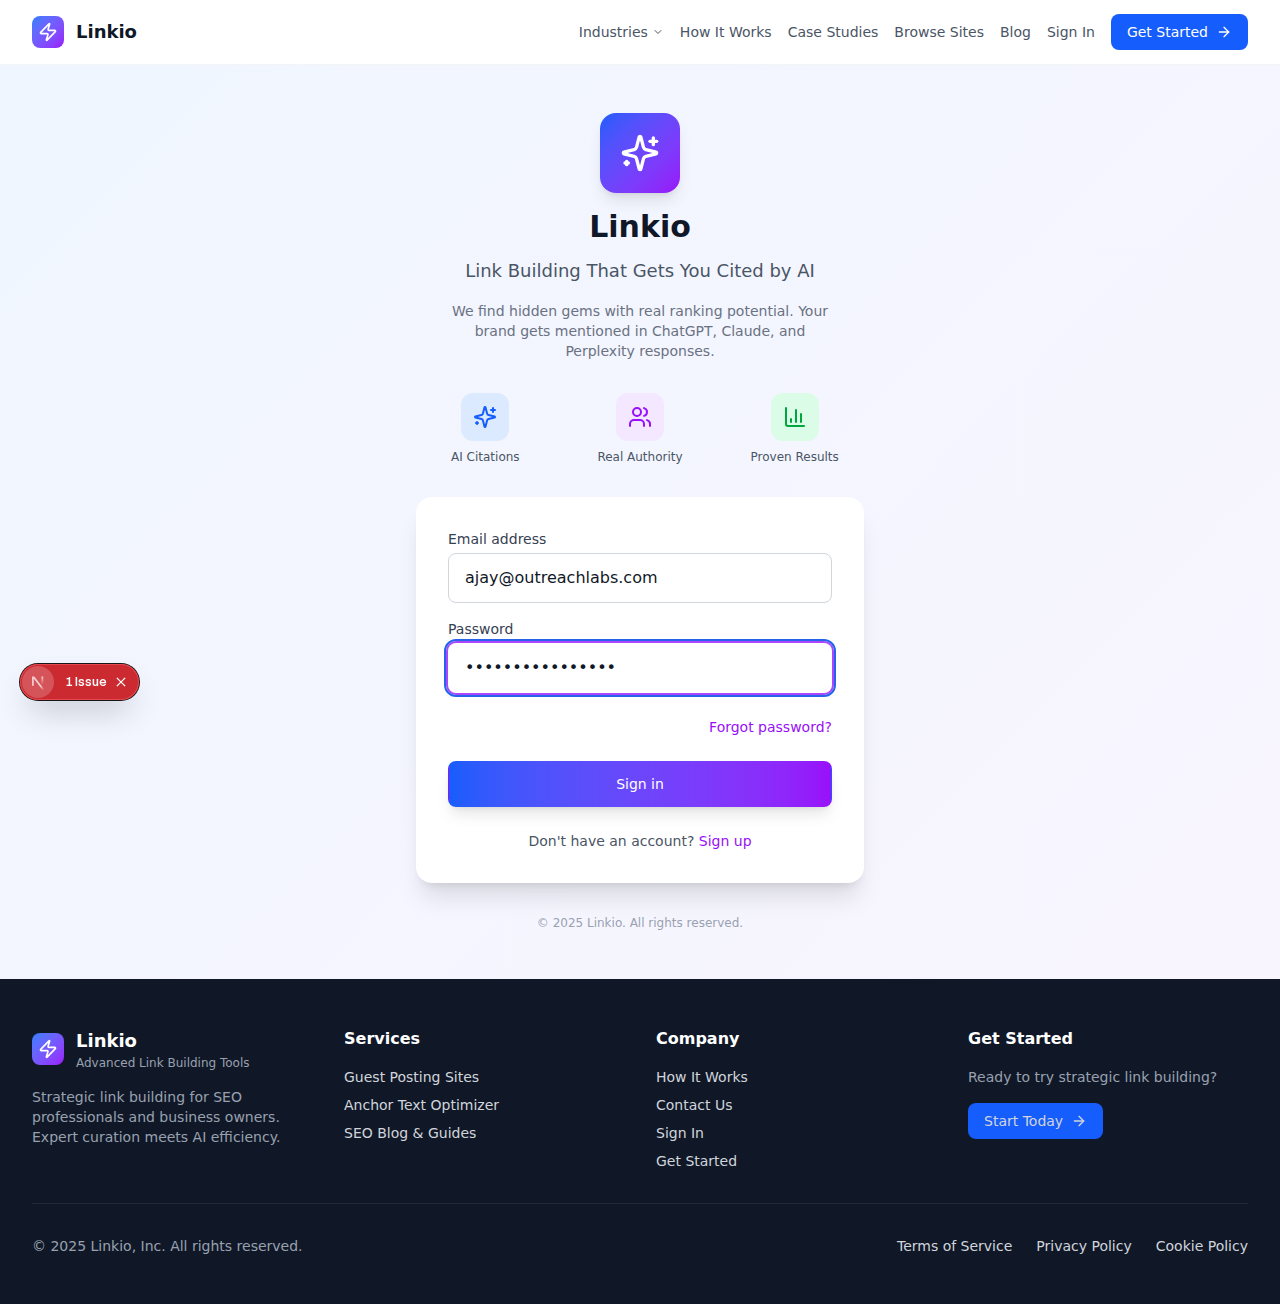 Linkio
Industries How It Works Case Studies Browse Sites Blog Sign In Get Started
Linkio
Link Building That Gets You Cited by AI
We find hidden gems with real ranking potential. Your
brand gets mentioned in ChatGPT, Claude, and
Perplexity responses.
AI Citations Real Authority Proven Results
Email address
ajay@outreachlabs.com
Password
••••••••••••••••
N 1 Issue
Forgot password?
Sign in
Don't have an account? Sign up
© 2025 Linkio. All rights reserved.
Linkio
Advanced Link Building Tools
Strategic link building for SEO
professionals and business owners.
Expert curation meets AI efficiency.
Services
Guest Posting Sites
Anchor Text Optimizer
SEO Blog & Guides
Company
How It Works
Contact Us
Sign In
Get Started
Get Started
Ready to try strategic link building?
Start Today
© 2025 Linkio, Inc. All rights reserved.
Terms of Service Privacy Policy Cookie Policy